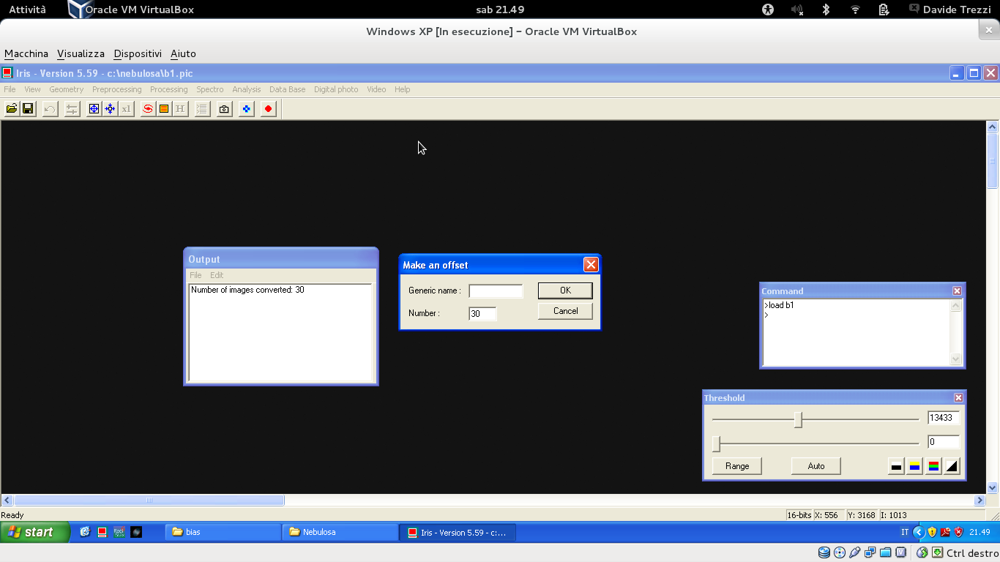 Attività Oracle VM VirtualBox sab 21.49 Davide Trezzi
Windows XP [In esecuzione] – Oracle VM VirtualBox
Macchina Visualizza Dispositivi Aiuto
Iris - Version 5.59 - c:\nebulosa\b1.pic
File View Geometry Preprocessing Processing Spectro Analysis Data Base Digital photo Video Help
x1 H
Output
File Edit
Number of images converted: 30
Make an offset
Generic name :
OK
Number :
30
Cancel
Command
>load b1
>
Threshold
13433
0
Range Auto
Ready 16-bits X: 556 Y: 3168 I: 1013
start bias Nebulosa Iris - Version 5.59 - c:... IT 21.49
Ctrl destro